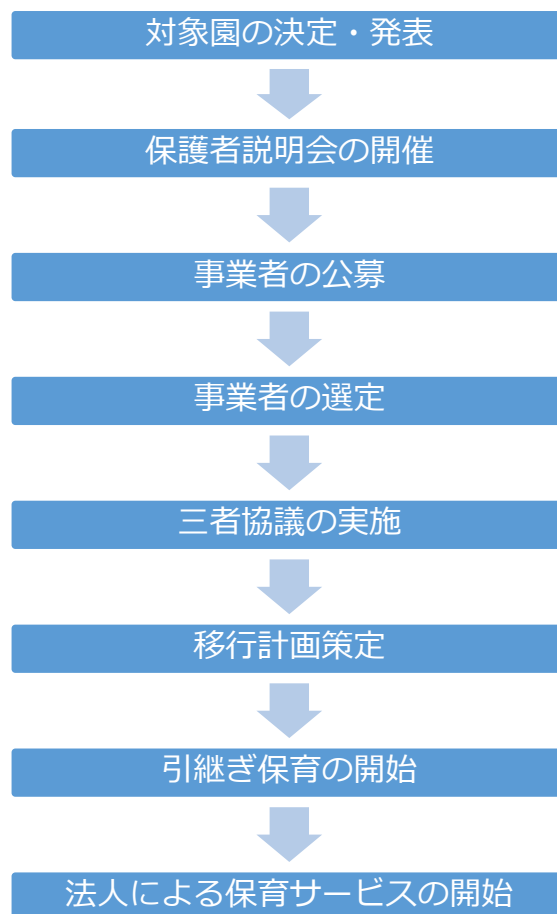 対象園の決定・発表
保護者説明会の開催
事業者の公募
事業者の選定
三者協議の実施
移行計画策定
引継ぎ保育の開始
法人による保育サービスの開始